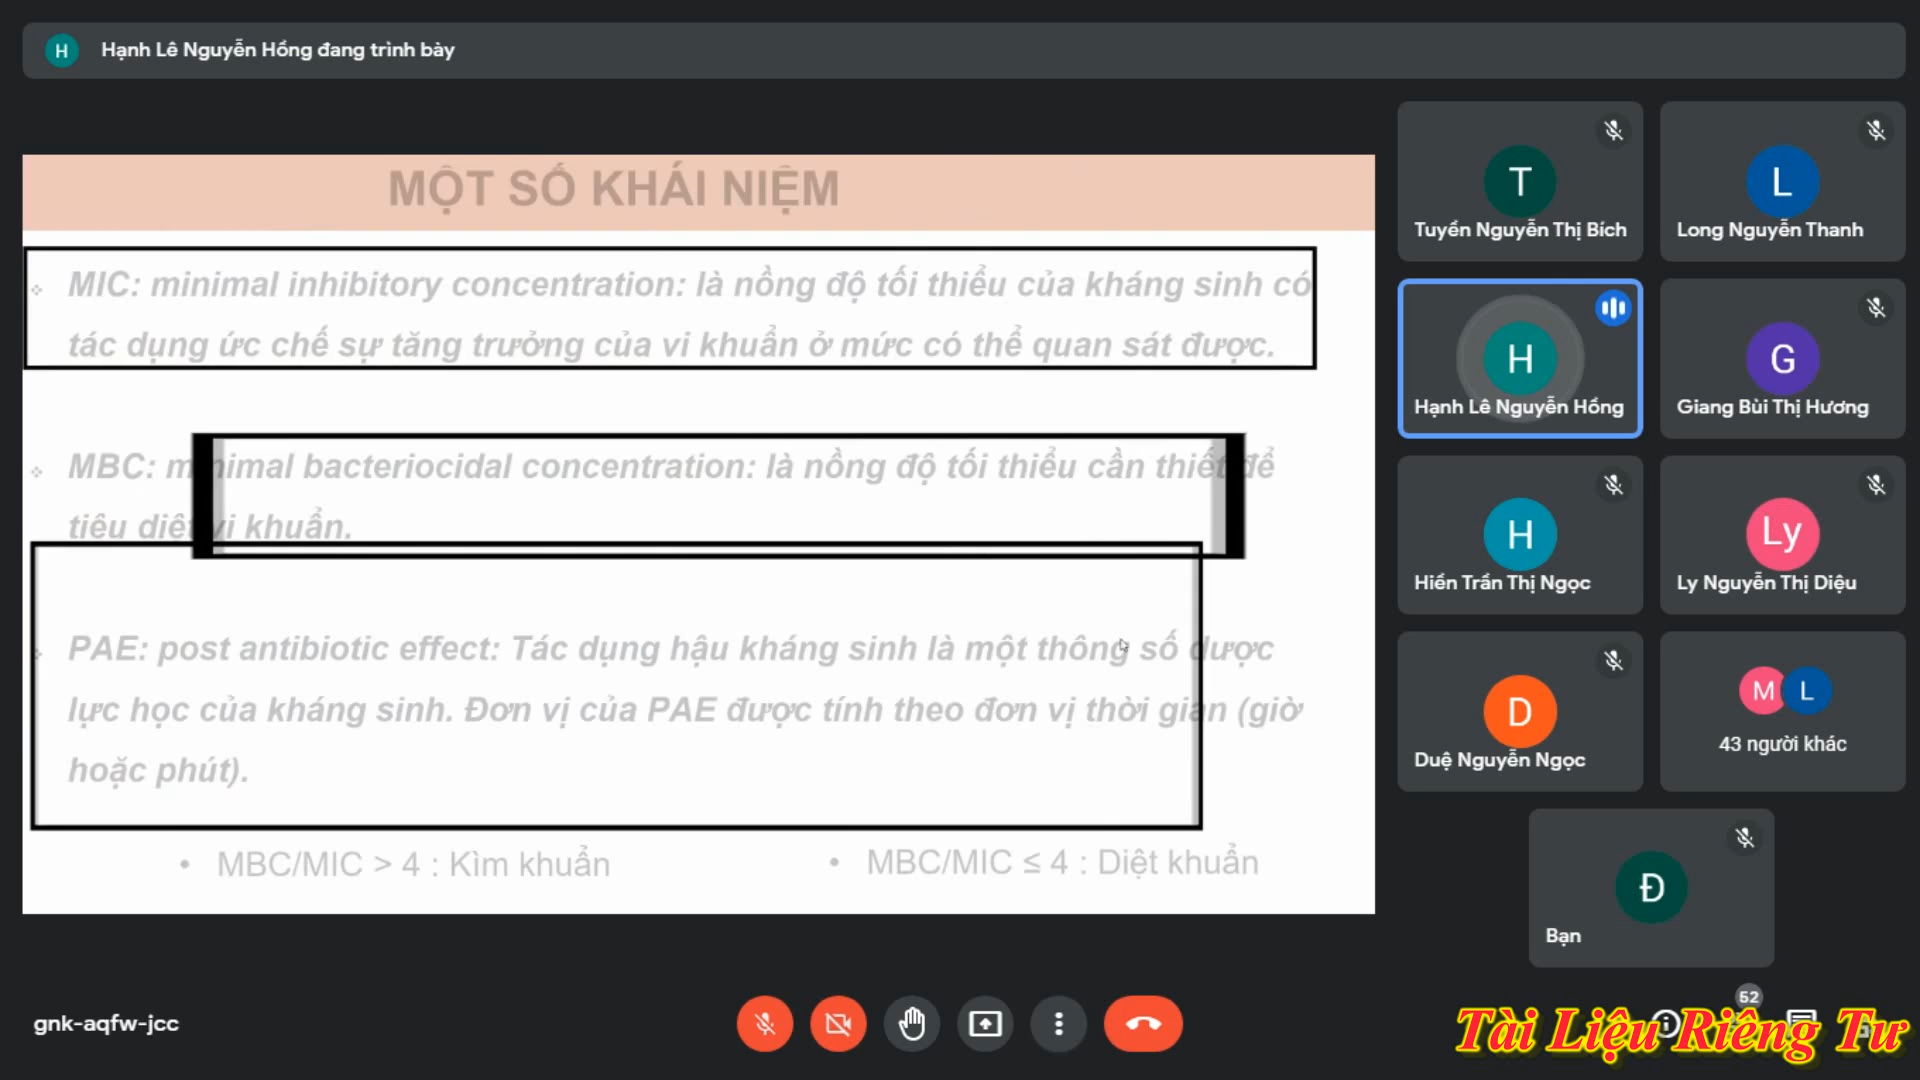 H Hạnh Lê Nguyễn Hồng đang trình bày
MỘT SỐ KHÁI NIỆM
MIC: minimal inhibitory concentration: là nồng độ tối thiểu của kháng sinh có
tác dụng ức chế sự tăng trưởng của vi khuẩn ở mức có thể quan sát được.
MBC: minimal bacteriocidal concentration: là nồng độ tối thiểu cần thiết để
tiêu diệt vi khuẩn.
PAE: post antibiotic effect: Tác dụng hậu kháng sinh là một thông số dược
lực học của kháng sinh. Đơn vị của PAE được tính theo đơn vị thời gian (giờ
hoặc phút).
• MBC/MIC > 4 : Kìm khuẩn
• MBC/MIC ≤ 4 : Diệt khuẩn
T
Tuyền Nguyễn Thị Bích
L
Long Nguyễn Thanh
H
Hạnh Lê Nguyễn Hồng
G
Giang Bùi Thị Hương
H
Hiền Trần Thị Ngọc
Ly
Ly Nguyễn Thị Diệu
D
Duệ Nguyễn Ngọc
M L
43 người khác
Đ
Bạn
gnk-aqfw-jcc
52
Tài Liệu Riêng Tư